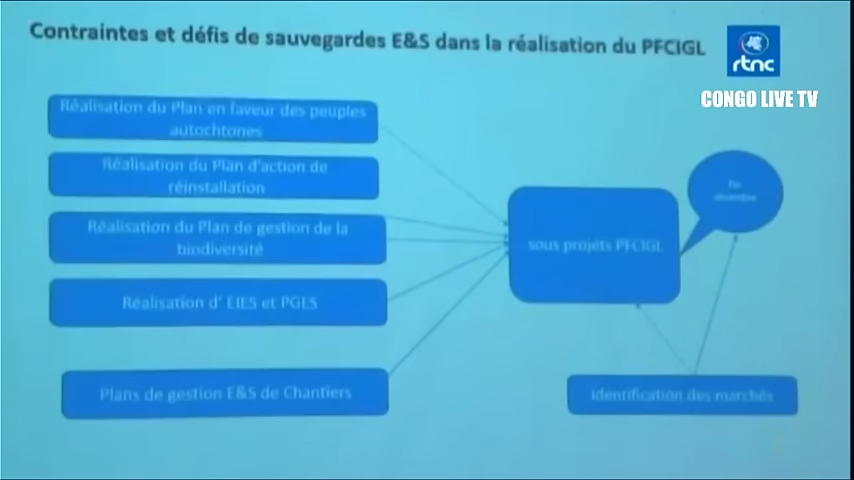 Contraintes et défis de sauvegardes E&S dans la réalisation du PFCIGL
rtnc
CONGO LIVE TV
Réalisation du Plan en faveur des peuples
autochtones
Réalisation du Plan d'action de
réinstallation
Réalisation du Plan de gestion de la
biodiversité
sous projets PFCIGL
Réalisation d' EIES et PGES
Plans de gestion E&S de Chantiers
Identification des marchés